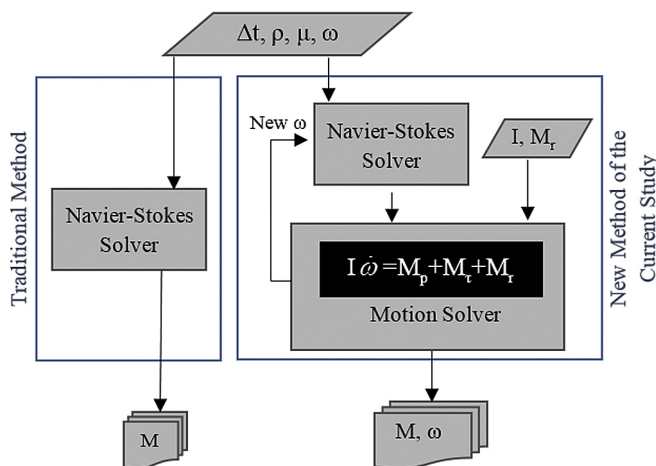 Δt, ρ, μ, ω
Traditional Method
Navier-Stokes
Solver
M
New ω
Navier-Stokes
Solver
I, Mᵣ
I ω̇ =Mₚ+M_τ+Mᵣ
Motion Solver
M, ω
New Method of the
Current Study